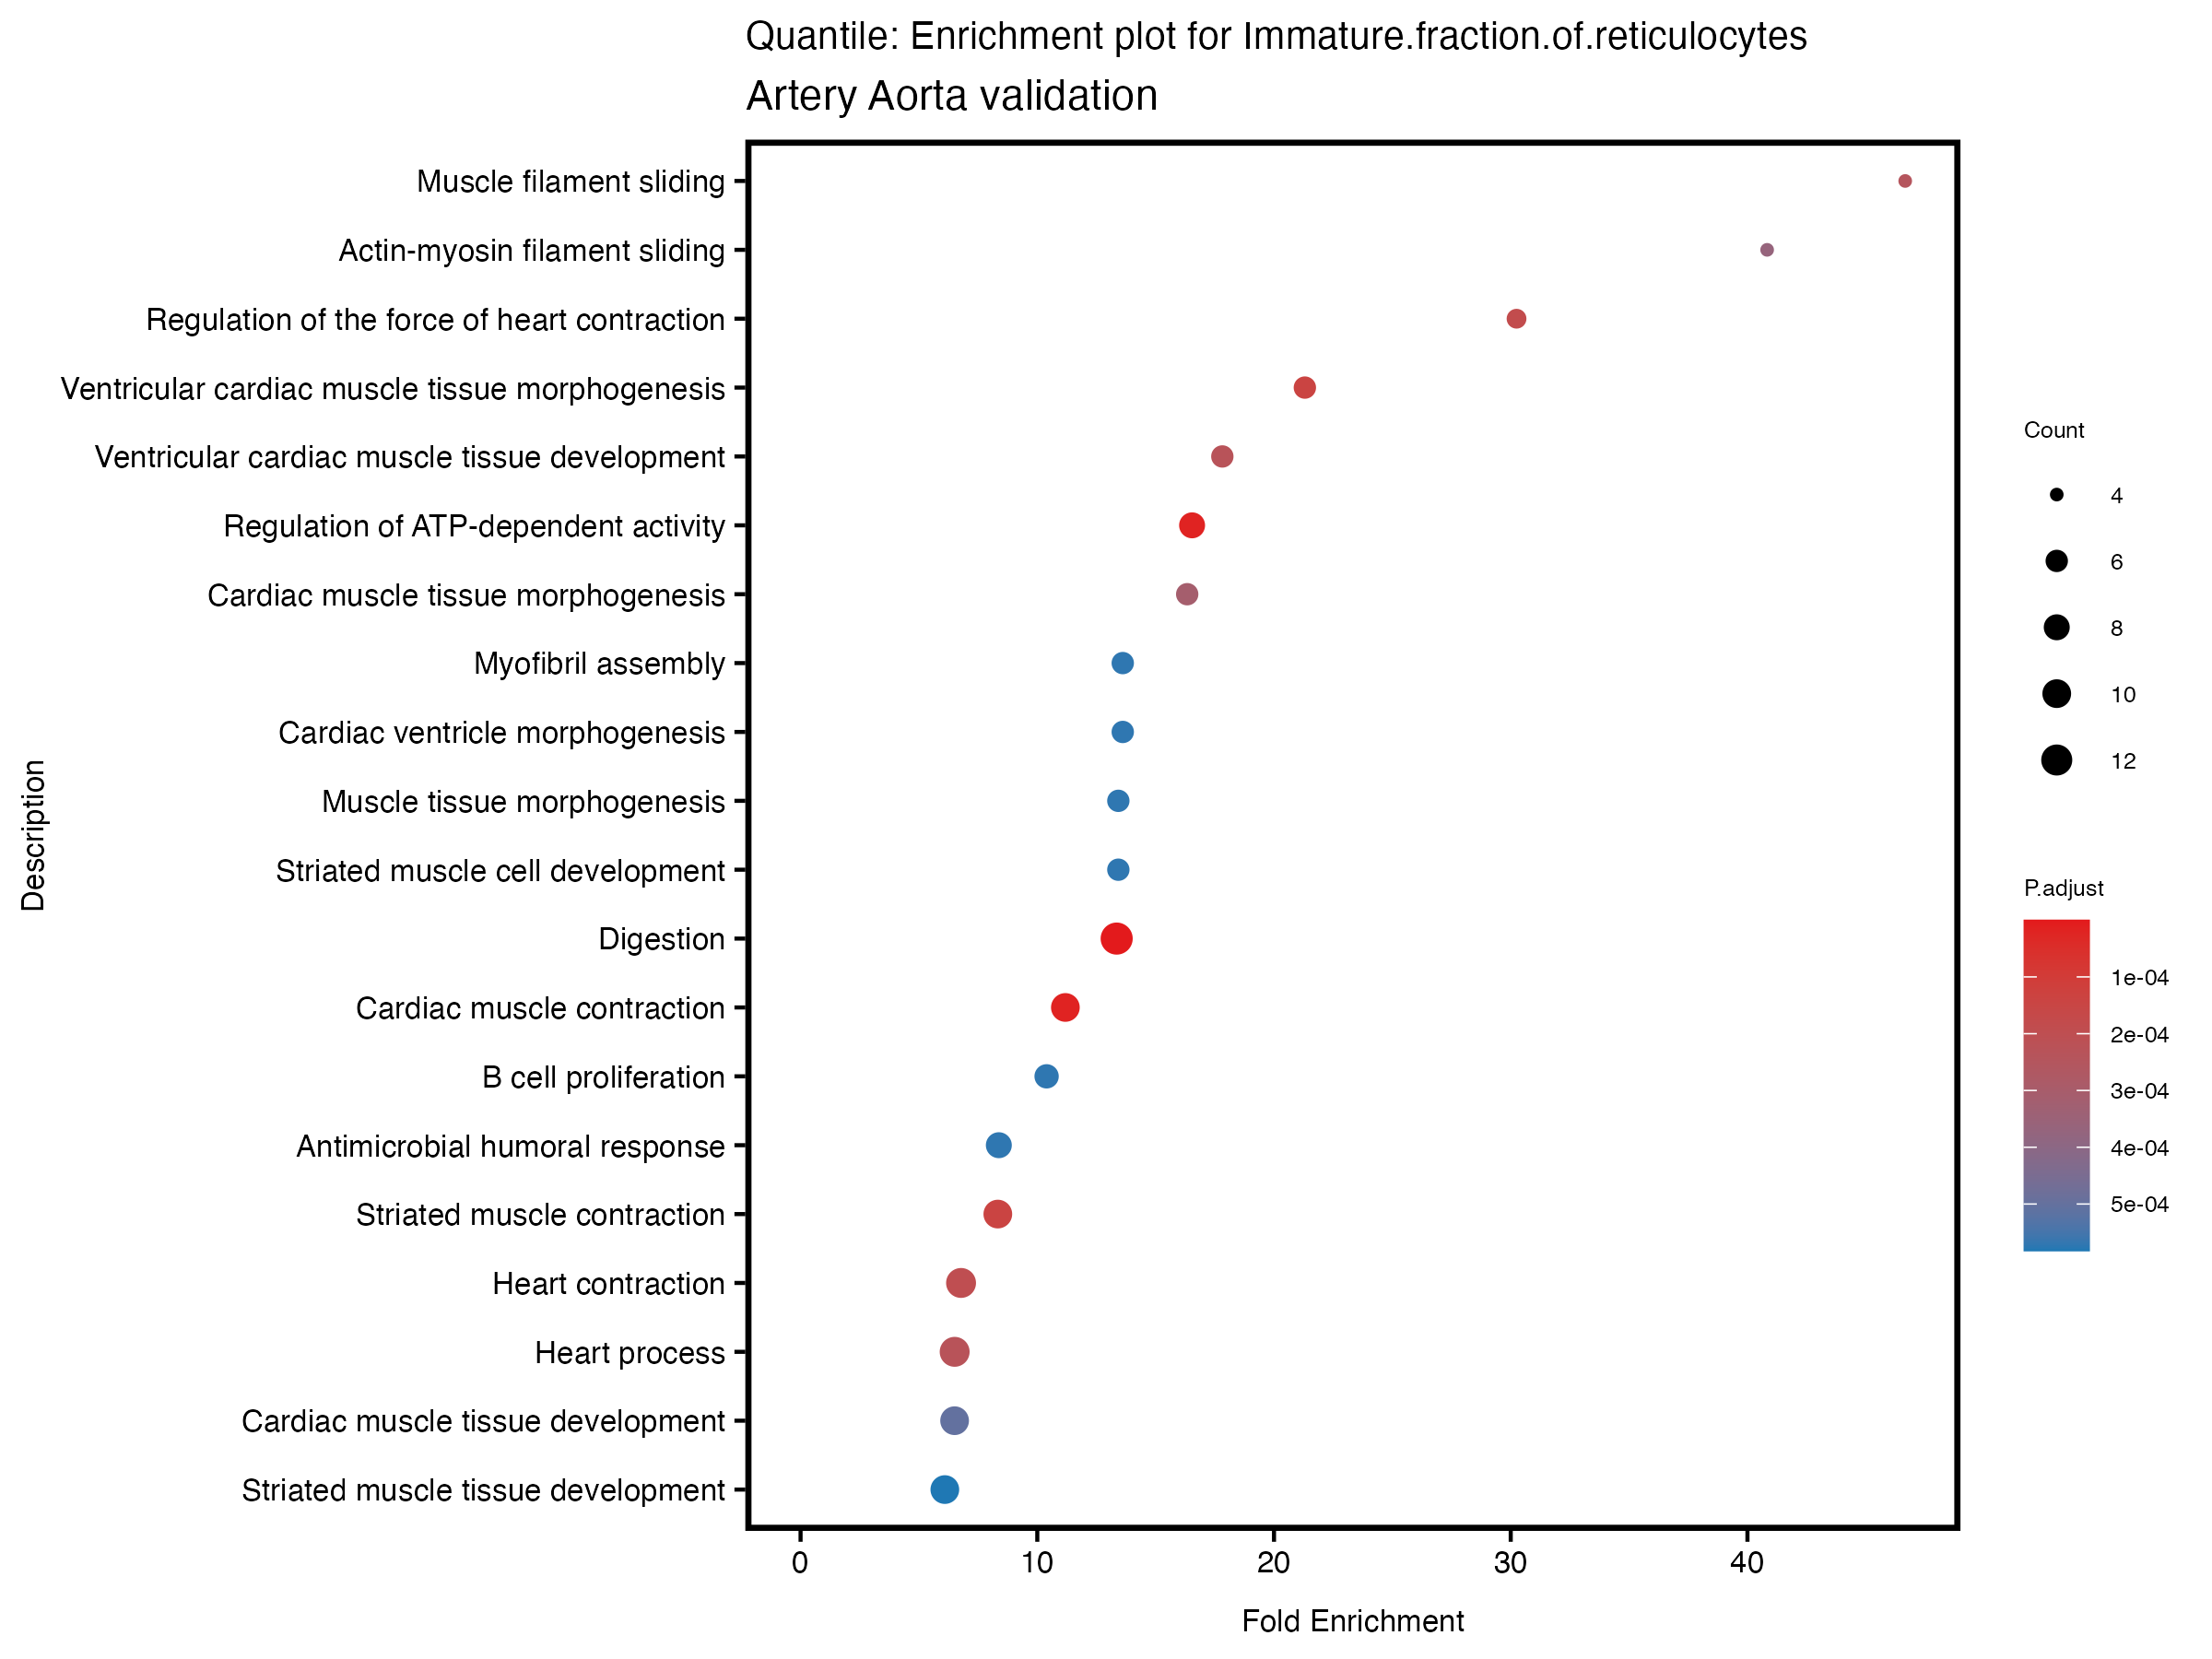 Quantile: Enrichment plot for Immature.fraction.of.reticulocytes
Artery Aorta validation
Description
Muscle filament sliding
Actin-myosin filament sliding
Regulation of the force of heart contraction
Ventricular cardiac muscle tissue morphogenesis
Ventricular cardiac muscle tissue development
Regulation of ATP-dependent activity
Cardiac muscle tissue morphogenesis
Myofibril assembly
Cardiac ventricle morphogenesis
Muscle tissue morphogenesis
Striated muscle cell development
Digestion
Cardiac muscle contraction
B cell proliferation
Antimicrobial humoral response
Striated muscle contraction
Heart contraction
Heart process
Cardiac muscle tissue development
Striated muscle tissue development
0 10 20 30 40
Fold Enrichment
Count
4
6
8
10
12
P.adjust
1e-04
2e-04
3e-04
4e-04
5e-04